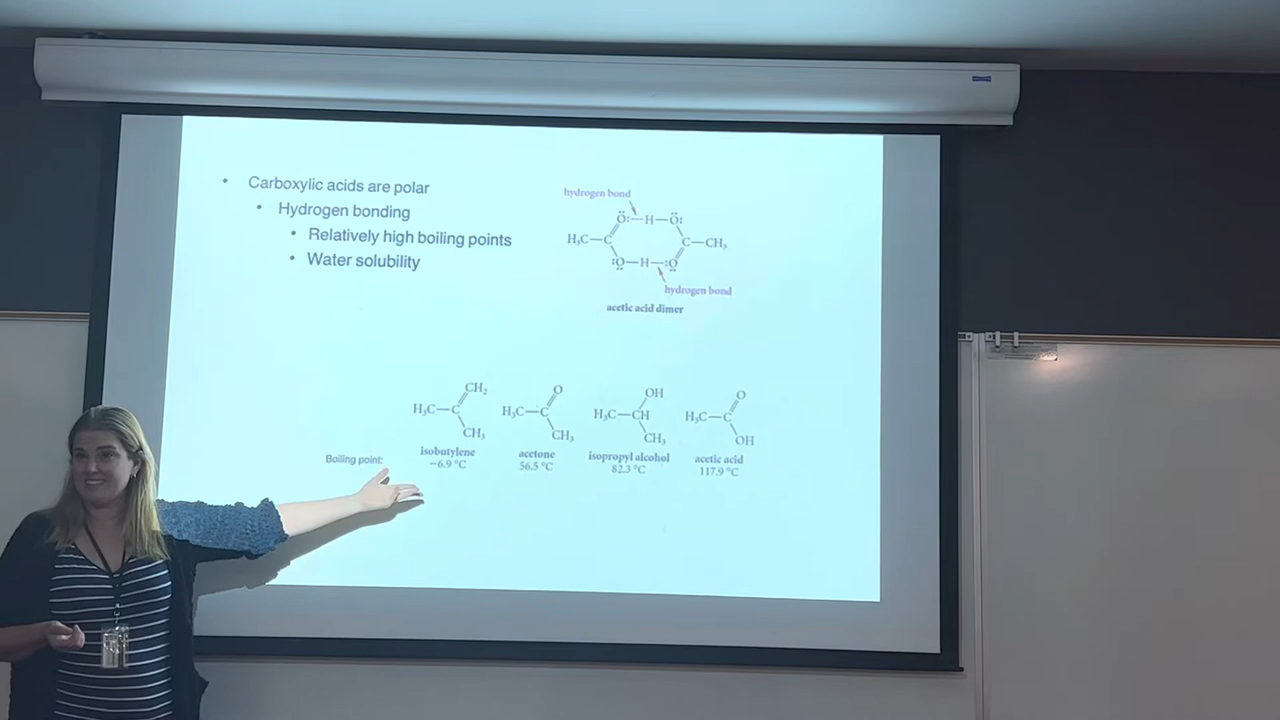 • Carboxylic acids are polar
• Hydrogen bonding
• Relatively high boiling points
• Water solubility
hydrogen bond
Ö:—H—Ö:
H₃C—C
C—CH₃
:O—H—:O
hydrogen bond
acetic acid dimer
CH₂
H₃C—C
CH₃
isobutylene
−6.9 °C
O
H₃C—C
CH₃
acetone
56.5 °C
OH
H₃C—CH
CH₃
isopropyl alcohol
82.3 °C
O
H₃C—C
OH
acetic acid
117.9 °C
Boiling point: